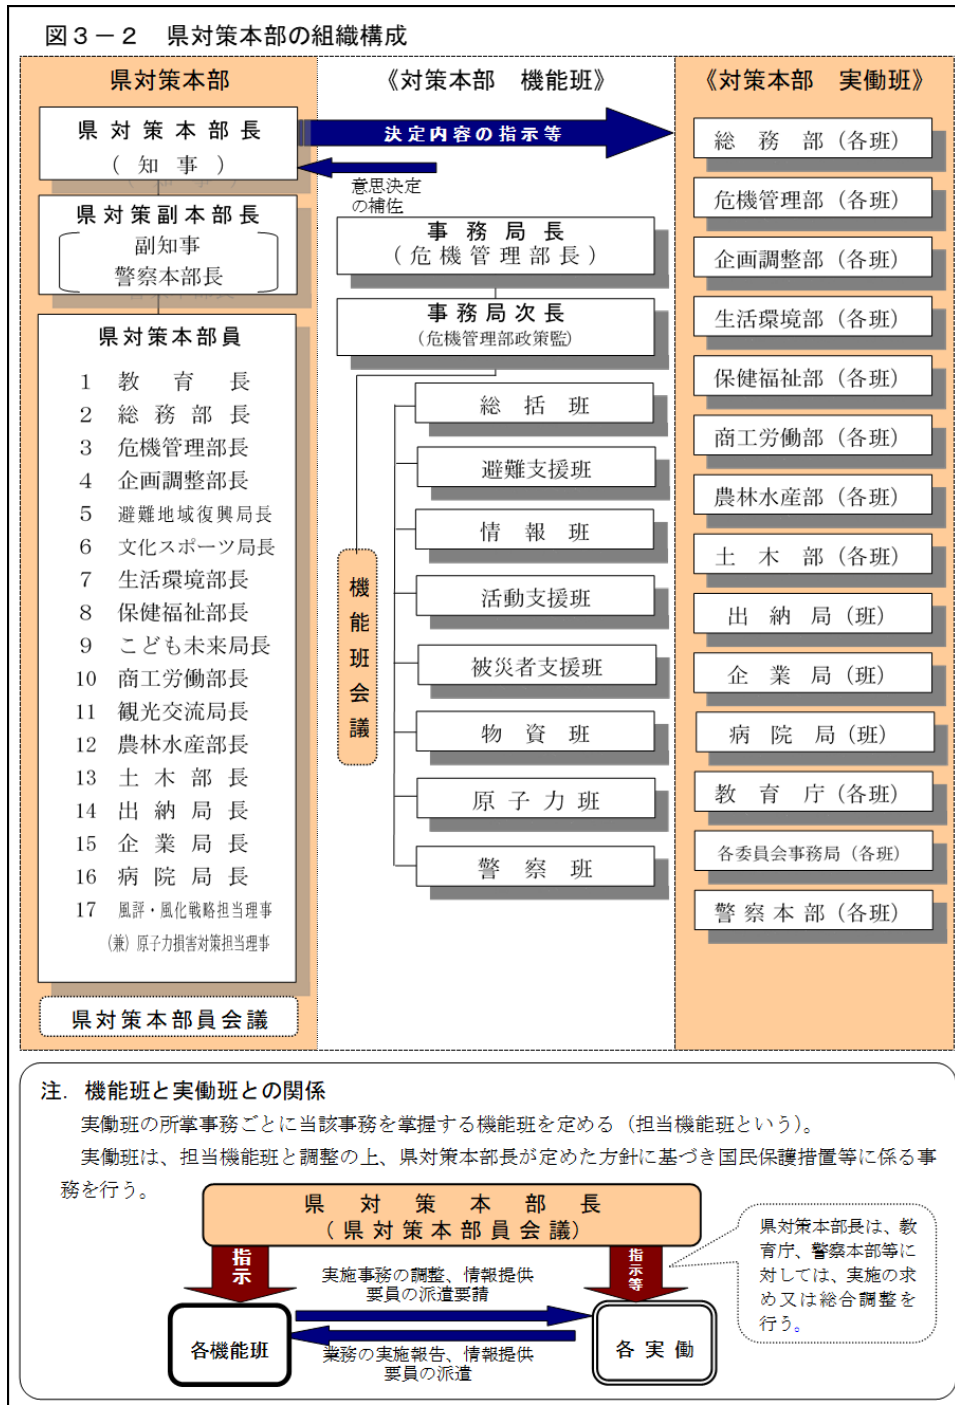 図3－2　県対策本部の組織構成
県対策本部
県対策本部長
（知事）
県対策副本部長
副知事
警察本部長
県対策本部員
1 教育長
2 総務部長
3 危機管理部長
4 企画調整部長
5 避難地域復興局長
6 文化スポーツ局長
7 生活環境部長
8 保健福祉部長
9 こども未来局長
10 商工労働部長
11 観光交流局長
12 農林水産部長
13 土木部長
14 出納局長
15 企業局長
16 病院局長
17 風評・風化戦略担当理事
（兼）原子力損害対策担当理事
県対策本部員会議
《対策本部　機能班》
決定内容の指示等
意思決定
の補佐
事務局長
（危機管理部長）
事務局次長
（危機管理部政策監）
機能班会議
総括班
避難支援班
情報班
活動支援班
被災者支援班
物資班
原子力班
警察班
《対策本部　実働班》
総務部（各班）
危機管理部（各班）
企画調整部（各班）
生活環境部（各班）
保健福祉部（各班）
商工労働部（各班）
農林水産部（各班）
土木部（各班）
出納局（班）
企業局（班）
病院局（班）
教育庁（各班）
各委員会事務局（各班）
警察本部（各班）
注．機能班と実働班との関係
実働班の所掌事務ごとに当該事務を掌握する機能班を定める（担当機能班という）。
実働班は、担当機能班と調整の上、県対策本部長が定めた方針に基づき国民保護措置等に係る事
務を行う。
県対策本部長
（県対策本部員会議）
指示
指示等
実施事務の調整、情報提供
要員の派遣要請
各機能班
各実働
業務の実施報告、情報提供
要員の派遣
県対策本部長は、教
育庁、警察本部等に
対しては、実施の求
め又は総合調整を
行う。